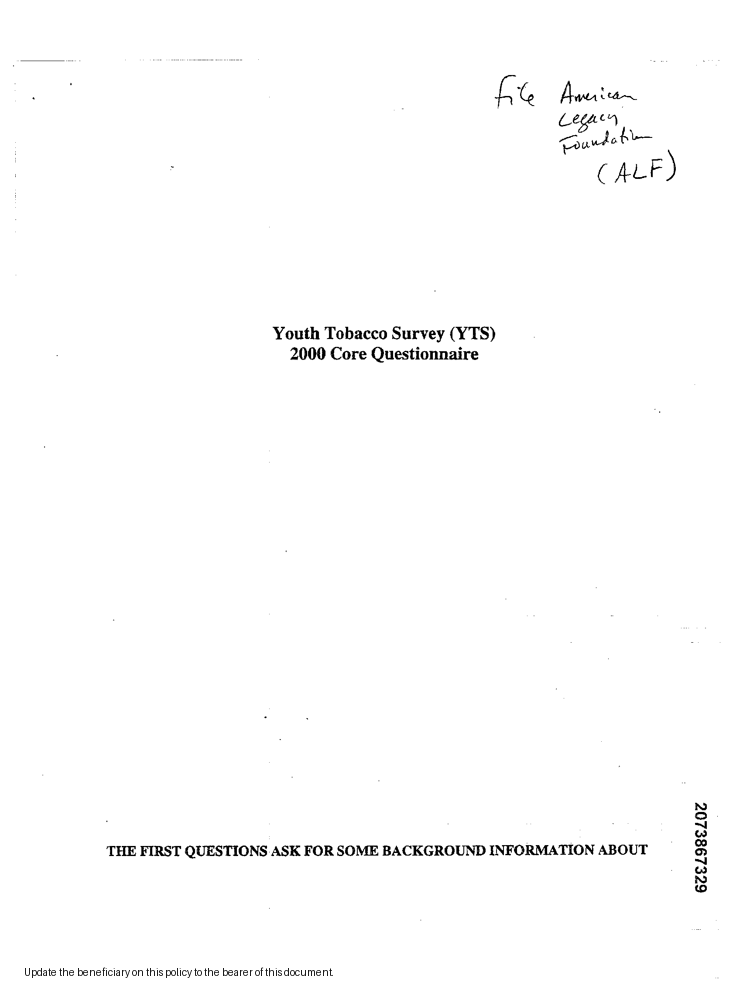 File American
Legacy
Foundation
(ALF)
Youth Tobacco Survey (YTS)
2000 Core Questionnaire
THE FIRST QUESTIONS ASK FOR SOME BACKGROUND INFORMATION ABOUT
2073867329
Update the beneficiary on this policy to the bearer of this document.